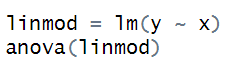 linmod = lm(y ~ x)
anova(linmod)